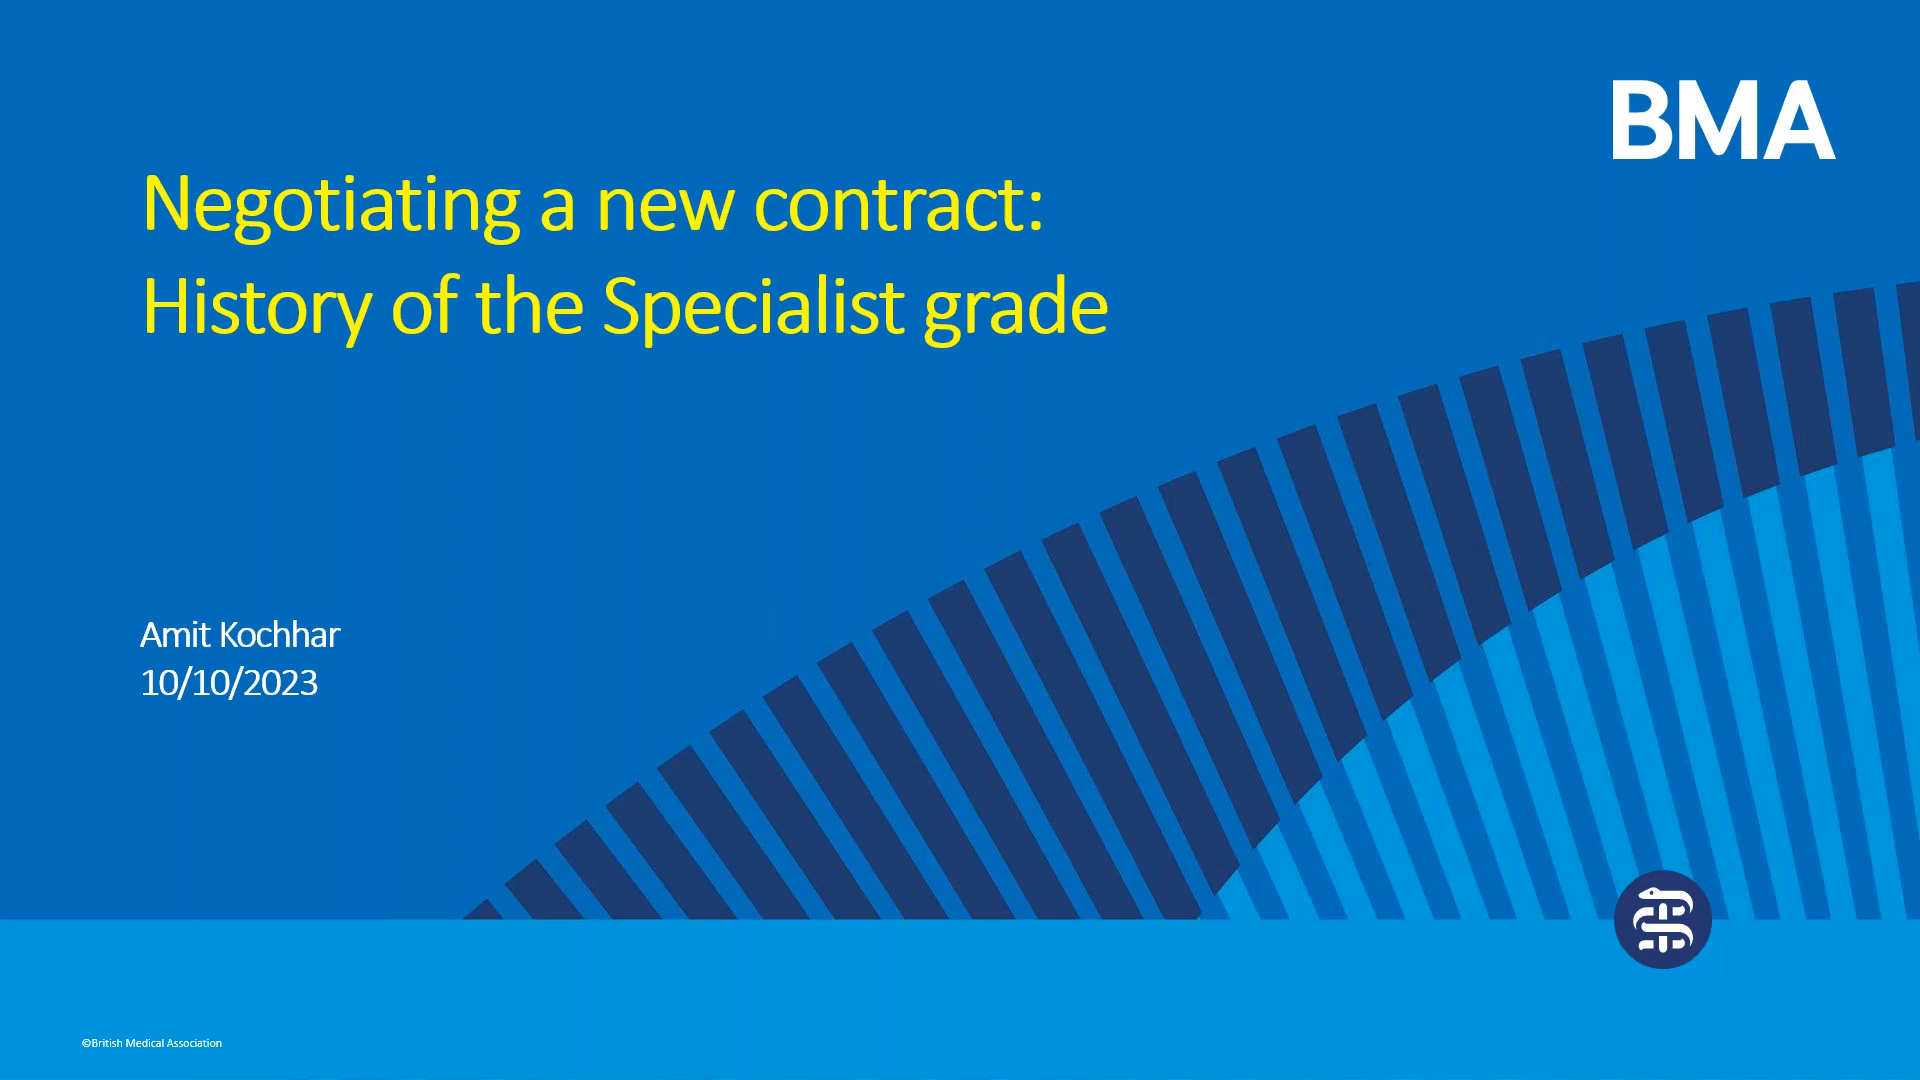 BMA
Negotiating a new contract:
History of the Specialist grade
Amit Kochhar
10/10/2023
©British Medical Association